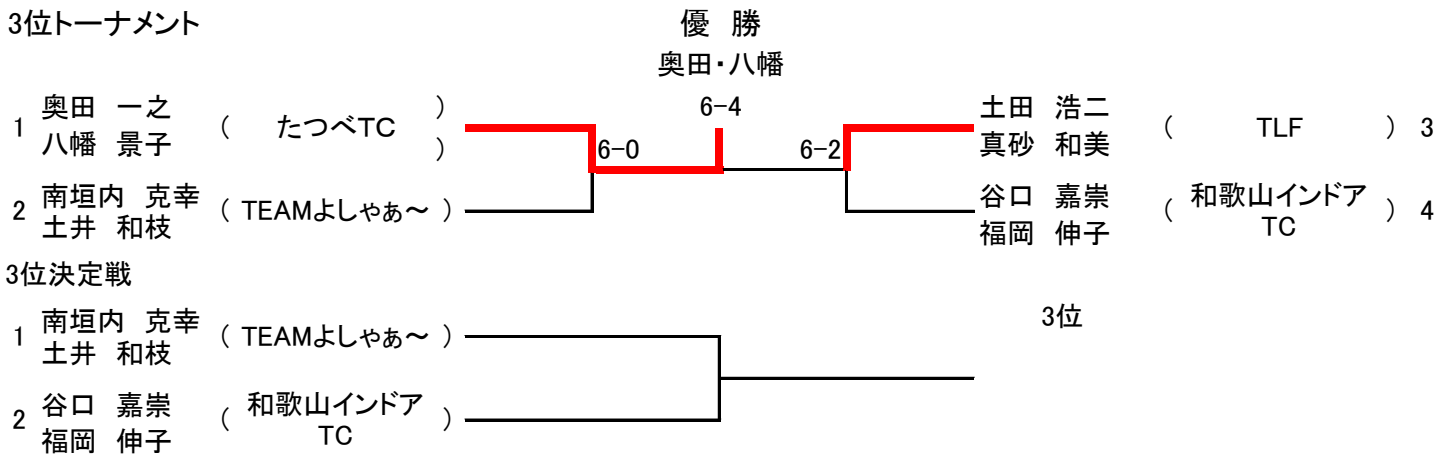 3位トーナメント
優 勝
奥田・八幡
1 奥田 一之 ( たつべTC )
八幡 景子 )
6-4
土田 浩二 ( TLF ) 3
真砂 和美
6-0
6-2
2 南垣内 克幸 ( TEAMよしゃぁ～ )
土井 和枝
谷口 嘉崇 ( 和歌山インドア ) 4
福岡 伸子 TC
3位決定戦
1 南垣内 克幸 ( TEAMよしゃぁ～ )
土井 和枝
3位
2 谷口 嘉崇 ( 和歌山インドア )
福岡 伸子 TC